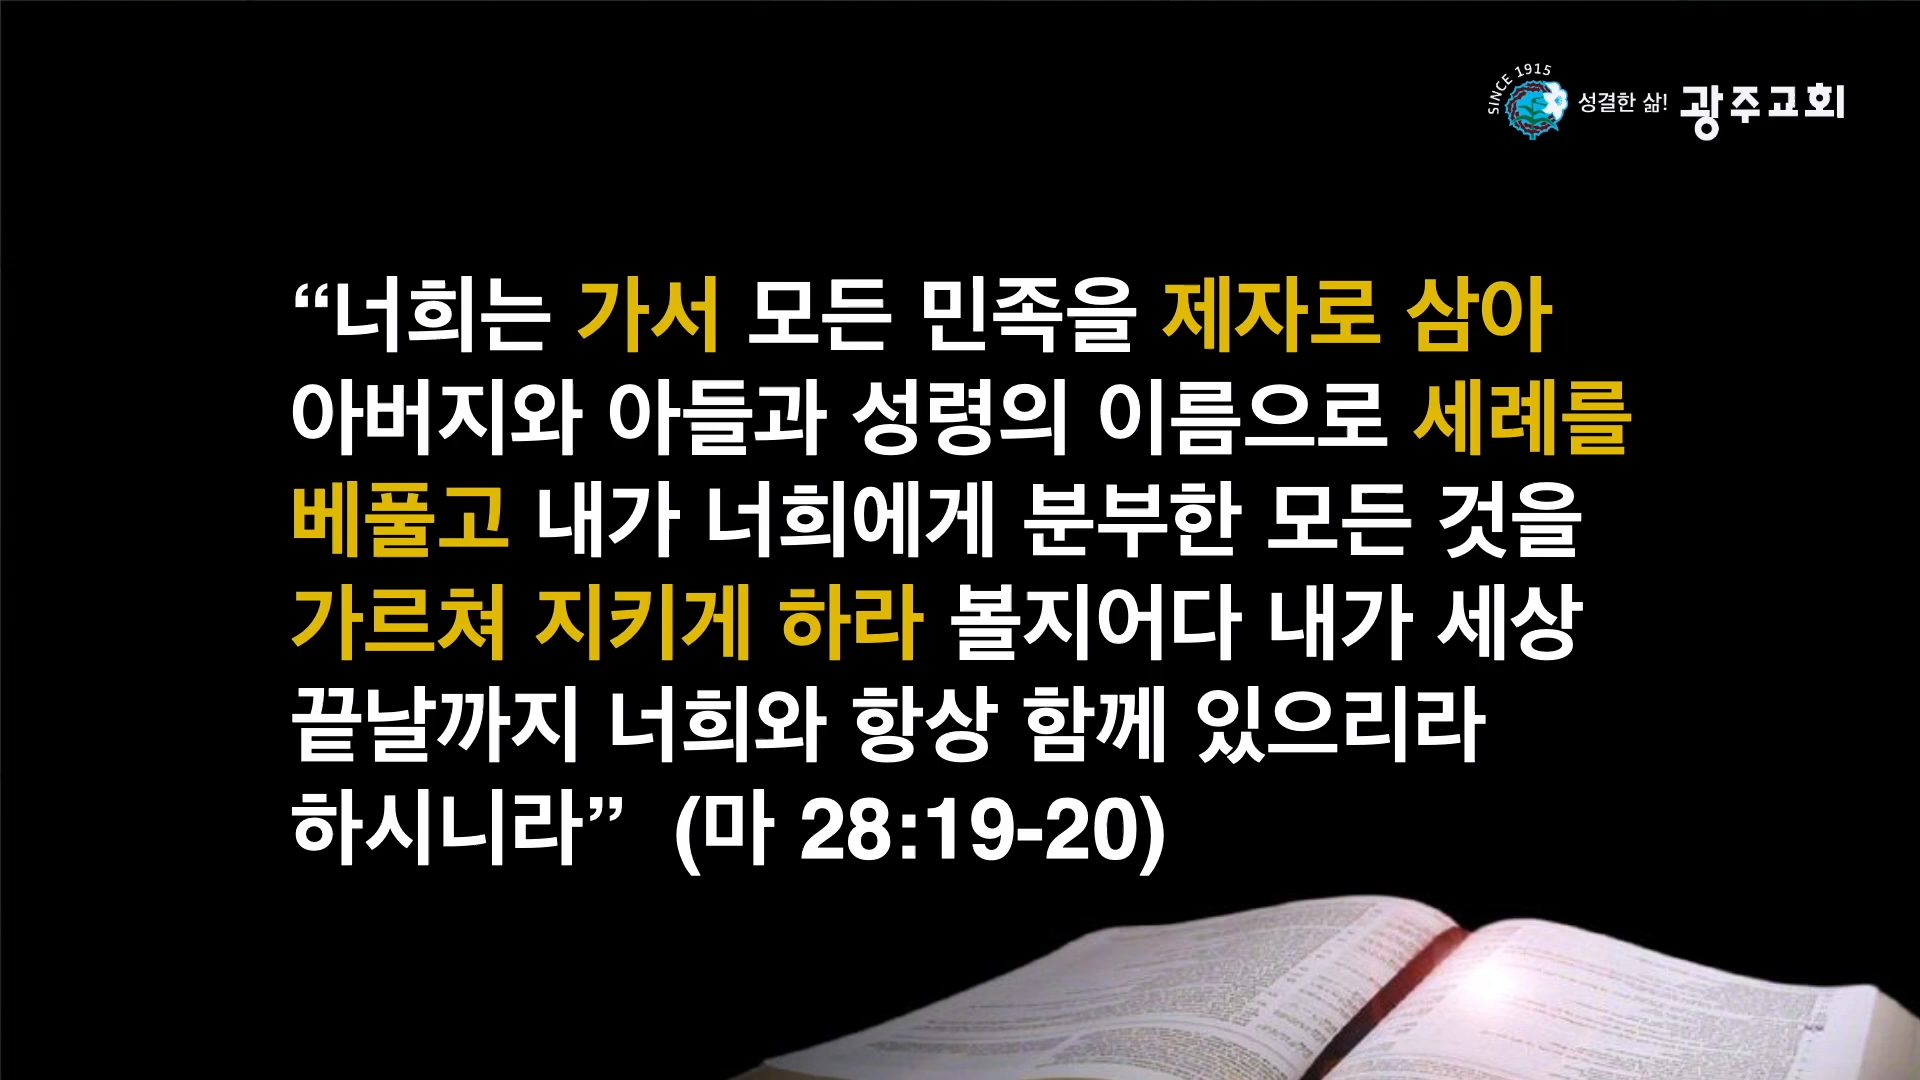 SINCE 1915
성결한 삶! 광주교회
“너희는 가서 모든 민족을 제자로 삼아
아버지와 아들과 성령의 이름으로 세례를
베풀고 내가 너희에게 분부한 모든 것을
가르쳐 지키게 하라 볼지어다 내가 세상
끝날까지 너희와 항상 함께 있으리라
하시니라” (마 28:19-20)